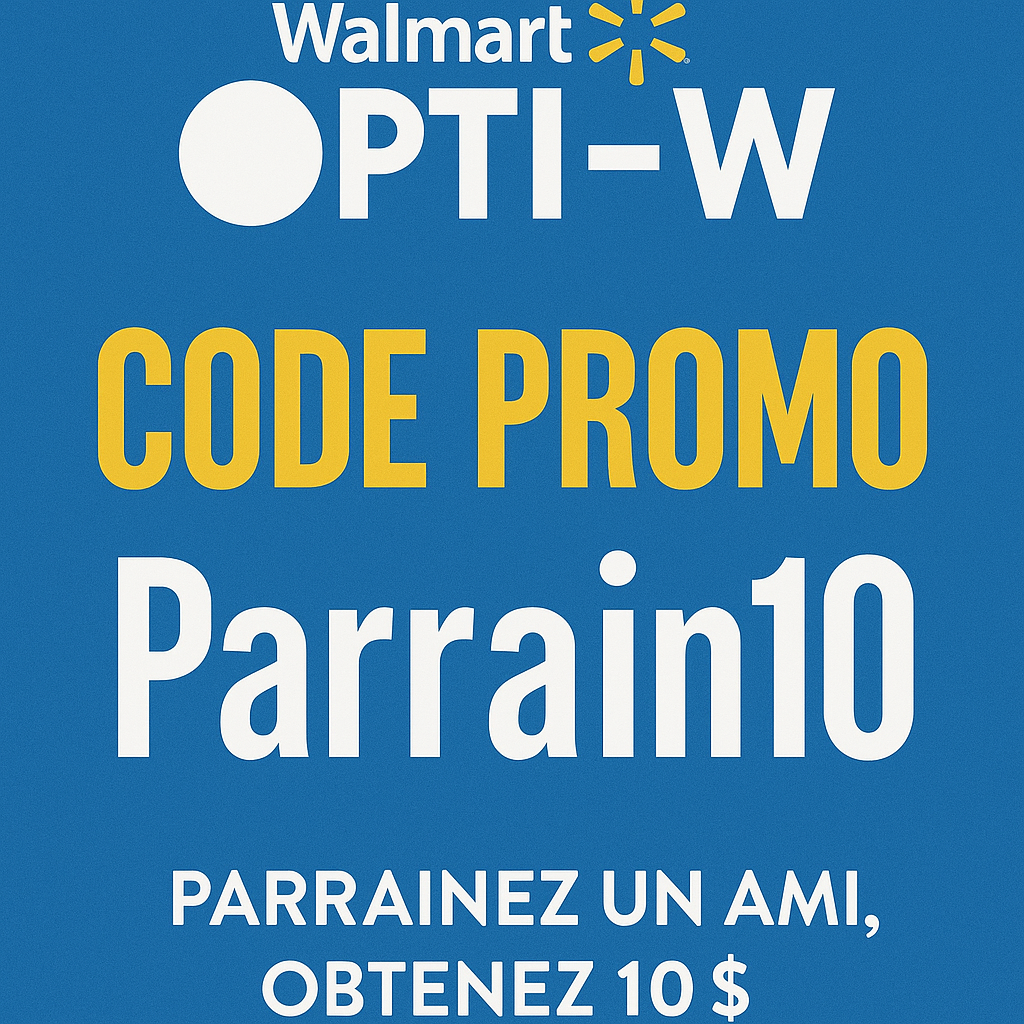 Walmart
OPTI-W
CODE PROMO
Parrain10
PARRAINEZ UN AMI,
OBTENEZ 10 $